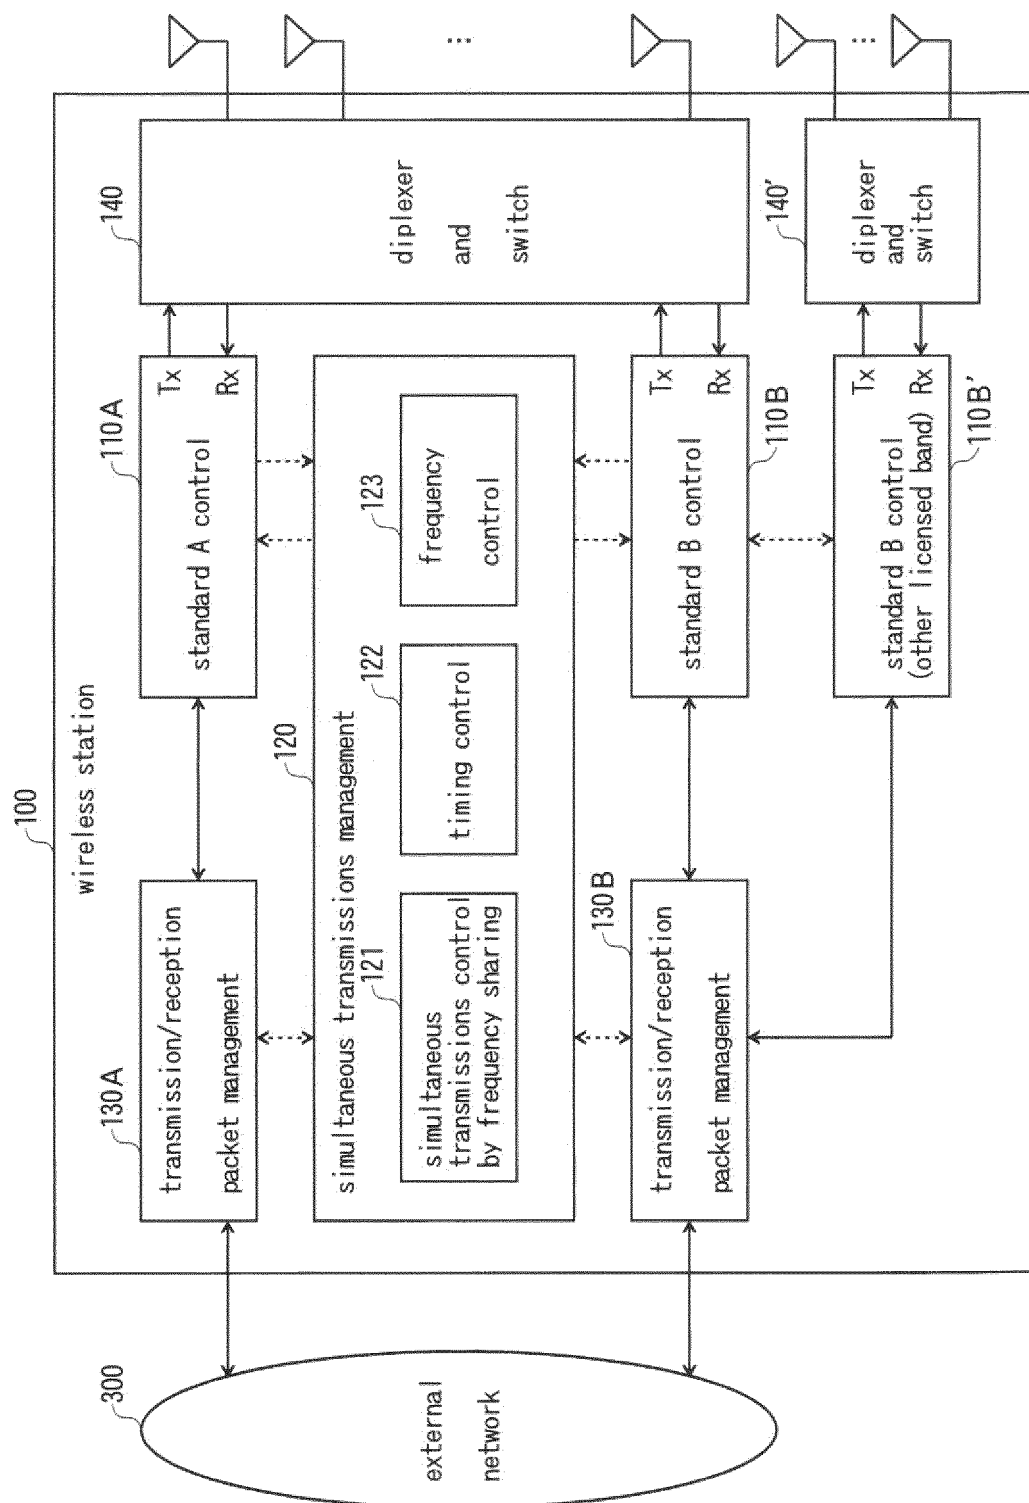 100
wireless station
300
external
network
130A
transmission/reception
packet management
110A
standard A control
Tx
Rx
140
diplexer
and
switch
⋮
120
simultaneous transmissions management
121
simultaneous
transmissions control
by frequency sharing
122
timing control
123
frequency
control
130B
transmission/reception
packet management
110B
standard B control
Tx
Rx
110B'
standard B control
(other licensed band)
Tx
Rx
140'
diplexer
and
switch
⋮